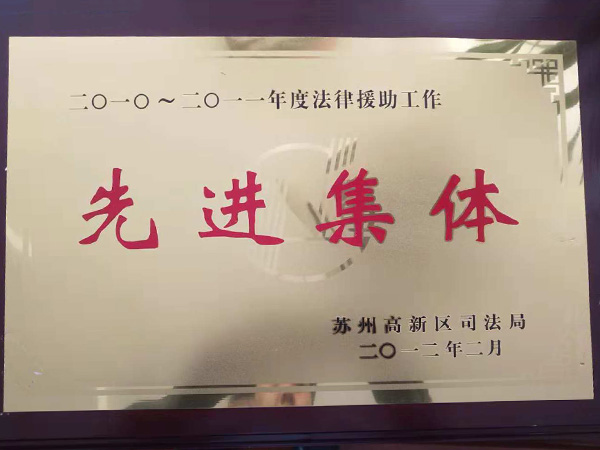 二〇一〇～二〇一一年度法律援助工作
先进集体
苏州高新区司法局
二〇一二年二月